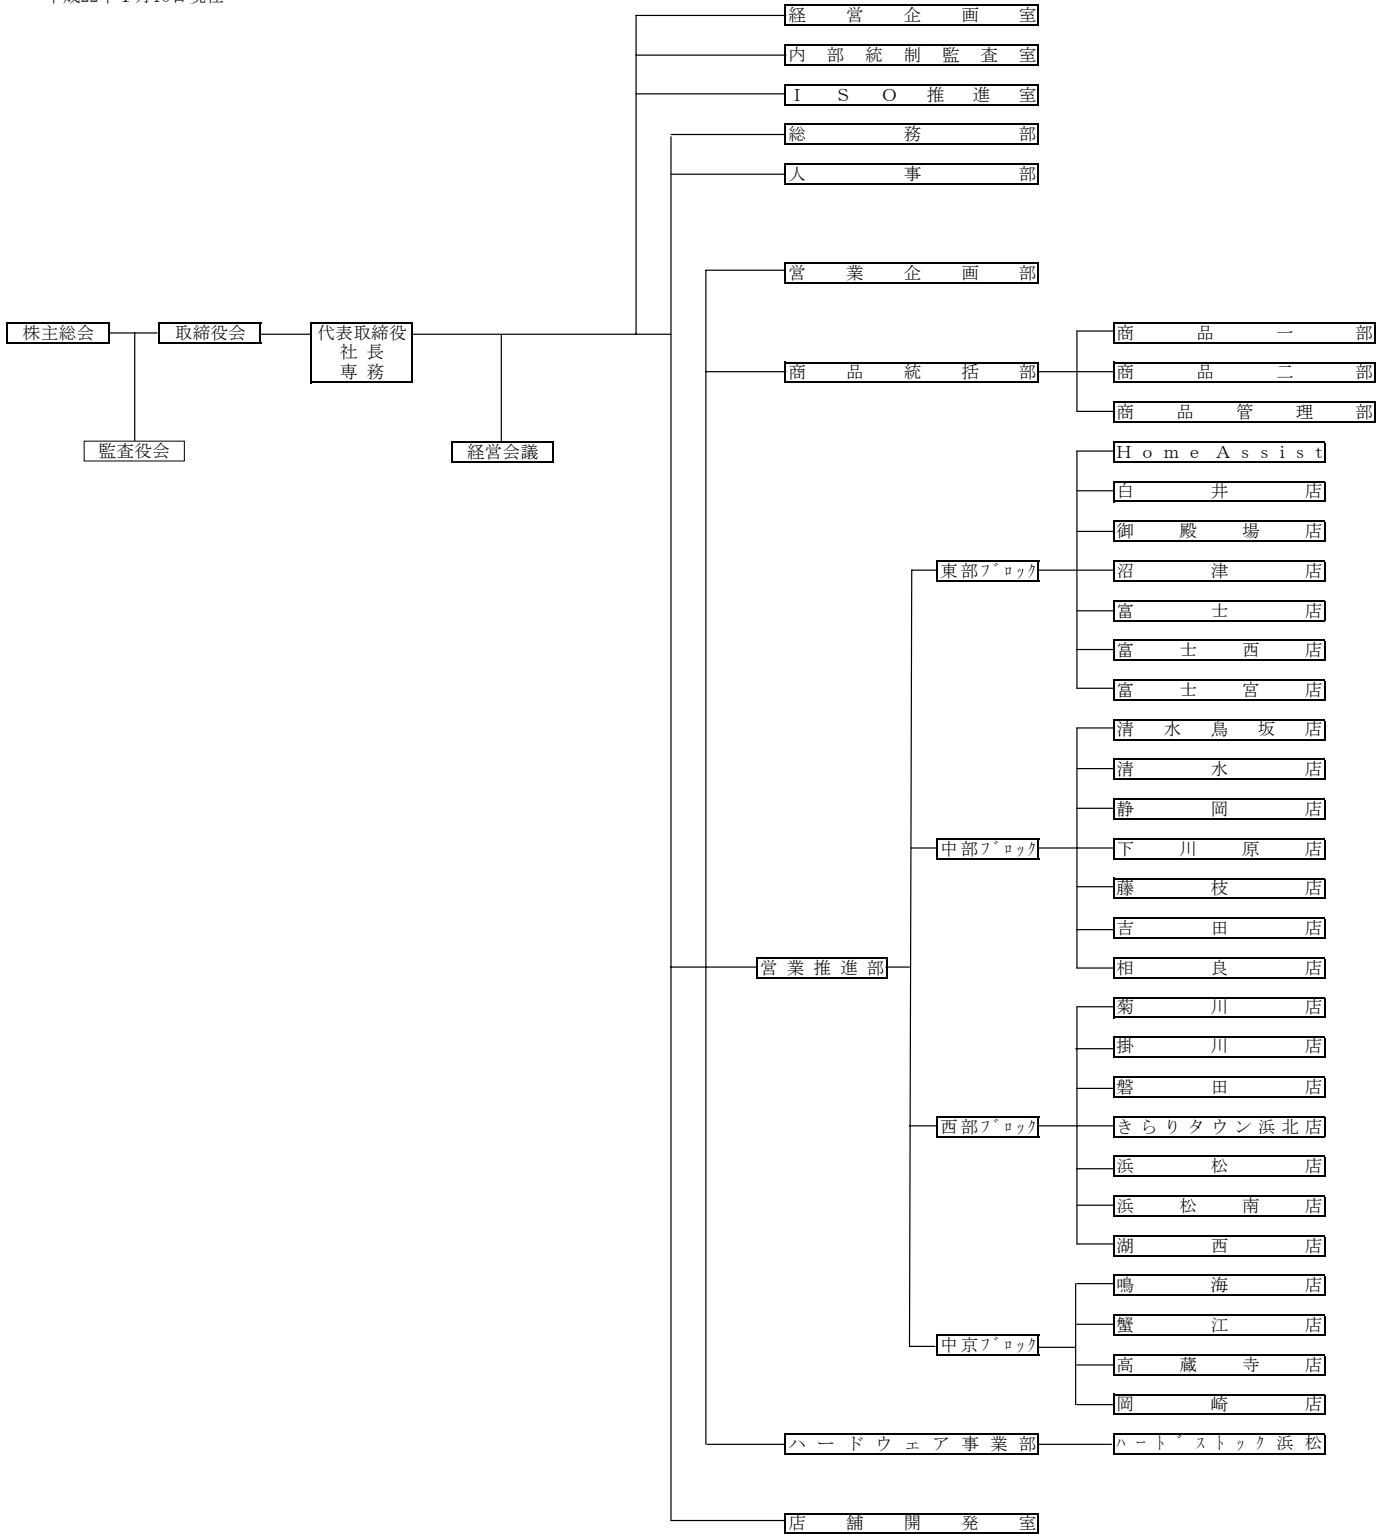 経営企画室
内部統制監査室
ＩＳＯ推進室
総務部
人事部
営業企画部
株主総会
取締役会
代表取締役
社長
専務
商品一部
商品統括部
商品二部
商品管理部
監査役会
経営会議
Ｈｏｍｅ Ａｓｓｉｓｔ
白井店
御殿場店
東部ﾌﾞﾛｯｸ
沼津店
富士店
富士西店
富士宮店
清水鳥坂店
清水店
静岡店
中部ﾌﾞﾛｯｸ
下川原店
藤枝店
吉田店
営業推進部
相良店
菊川店
掛川店
磐田店
西部ﾌﾞﾛｯｸ
きらりタウン浜北店
浜松店
浜松南店
湖西店
鳴海店
蟹江店
中京ﾌﾞﾛｯｸ
高蔵寺店
岡崎店
ハードウェア事業部
ﾊｰﾄﾞｽﾄｯｸ浜松
店舗開発室